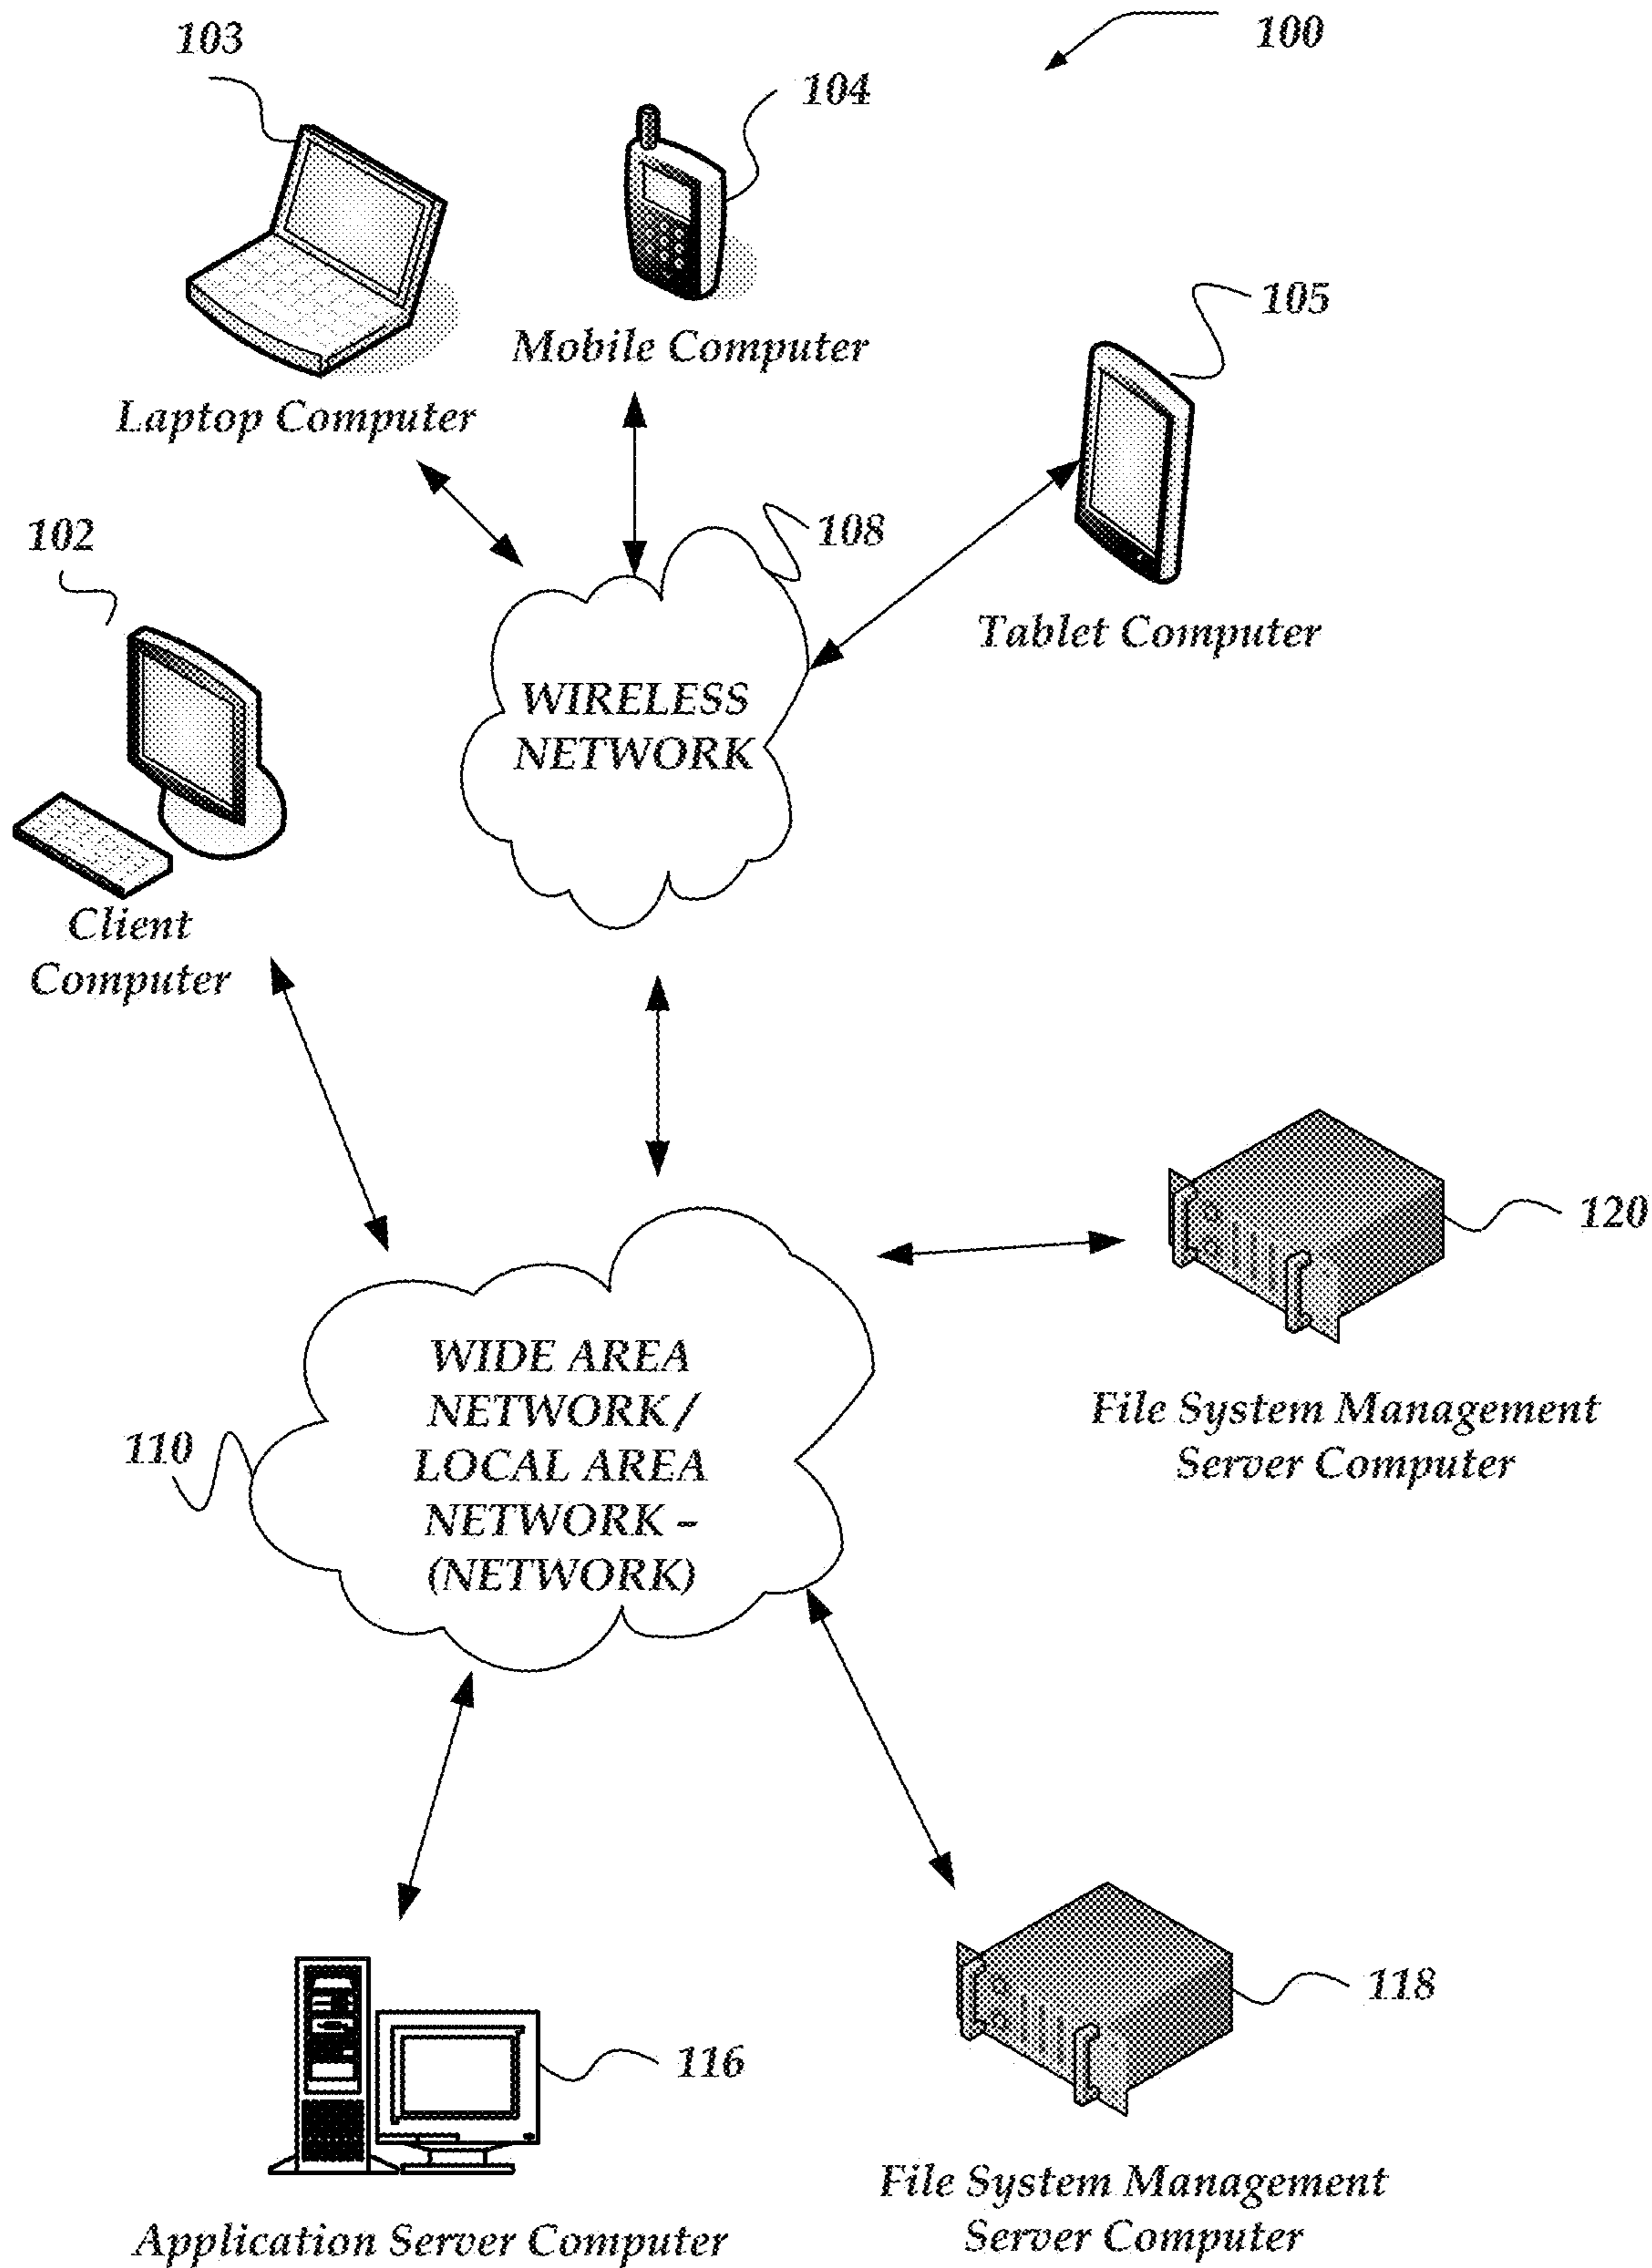 100
103
104
Mobile Computer
105
Laptop Computer
102
108
Tablet Computer
WIRELESS
NETWORK
Client
Computer
120
WIDE AREA
NETWORK /
LOCAL AREA
NETWORK –
(NETWORK)
110
File System Management
Server Computer
118
116
File System Management
Server Computer
Application Server Computer